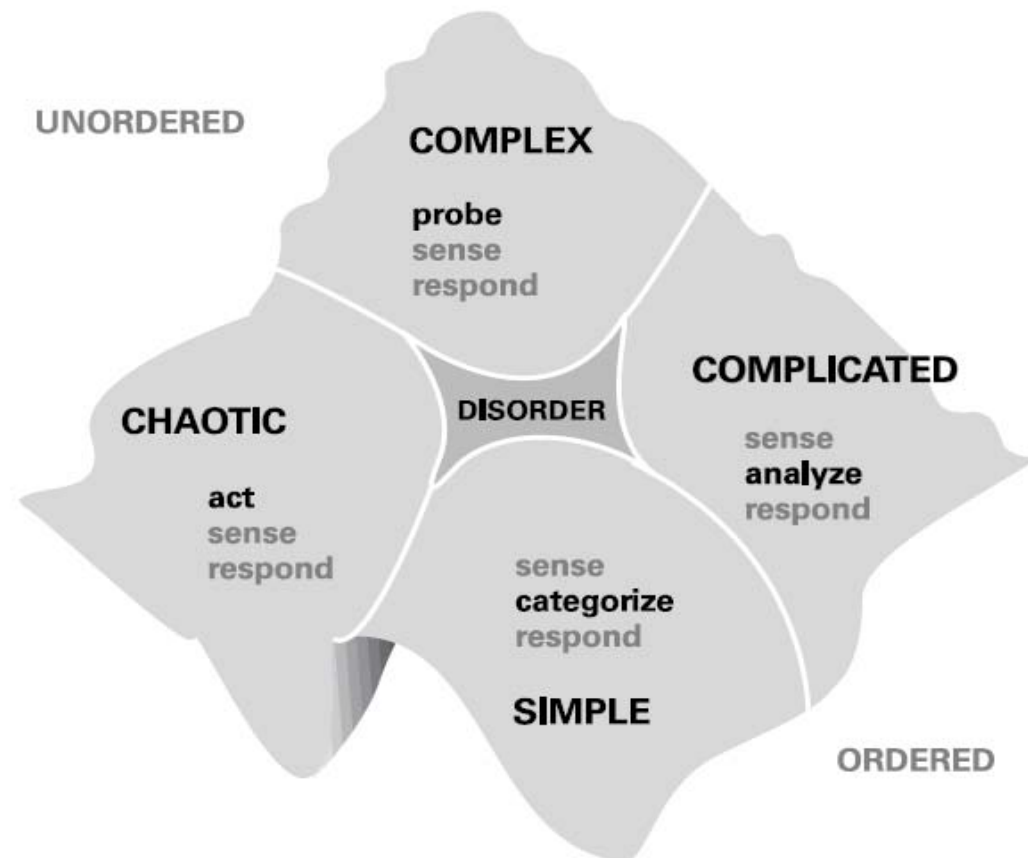 UNORDERED
COMPLEX
probe
sense
respond
COMPLICATED
sense
analyze
respond
DISORDER
CHAOTIC
act
sense
respond
sense
categorize
respond
SIMPLE
ORDERED